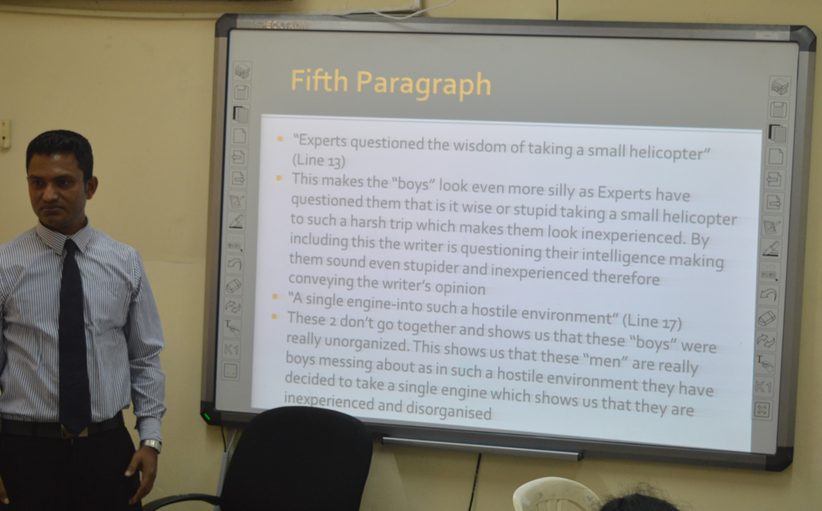 Fifth Paragraph
“Experts questioned the wisdom of taking a small helicopter”
(Line 13)
This makes the “boys” look even more silly as Experts have
questioned them that is it wise or stupid taking a small helicopter
to such a harsh trip which makes them look inexperienced. By
including this the writer is questioning their intelligence making
them sound even stupider and inexperienced therefore
conveying the writer’s opinion
“A single engine-into such a hostile environment” (Line 17)
These 2 don’t go together and shows us that these “boys” were
really unorganized. This shows us that these “men” are really
boys messing about as in such a hostile environment they have
decided to take a single engine which shows us that they are
inexperienced and disorganised
K1
K1